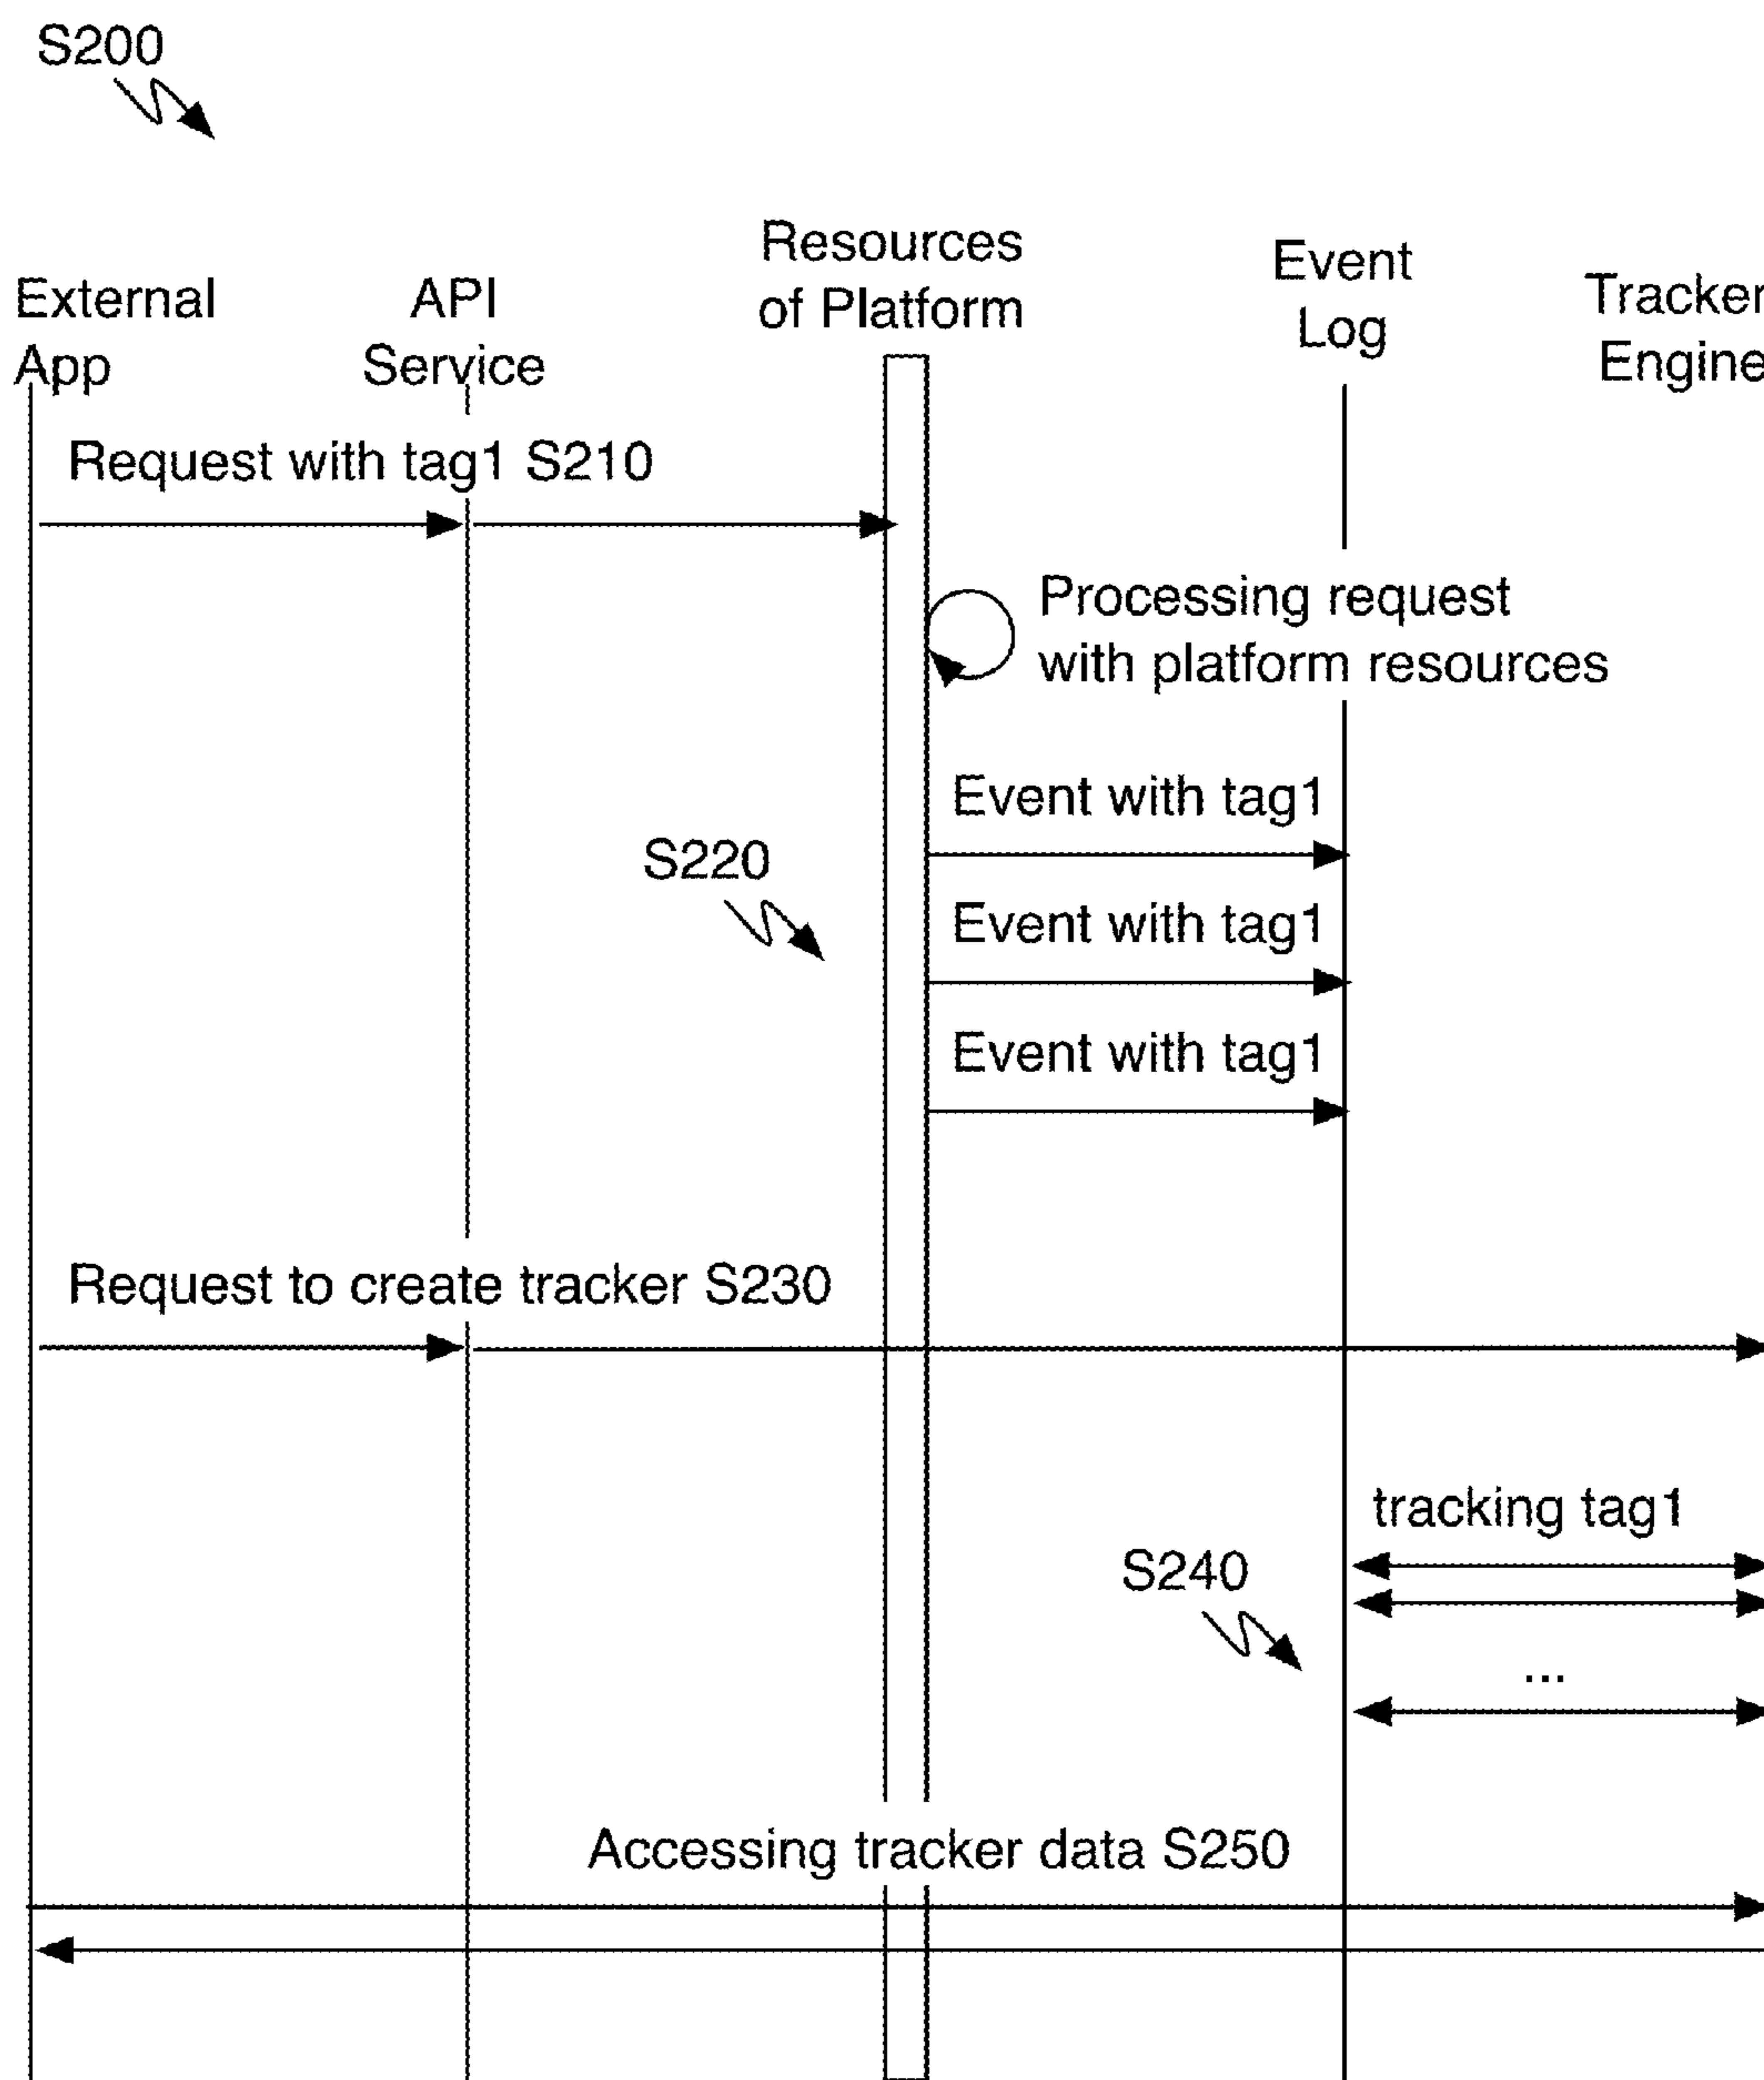 S200
External
App
API
Service
Resources
of Platform
Event
Log
Tracker
Engine
Request with tag1 S210
Processing request
with platform resources
Event with tag1
S220
Event with tag1
Event with tag1
Request to create tracker S230
tracking tag1
S240
...
Accessing tracker data S250